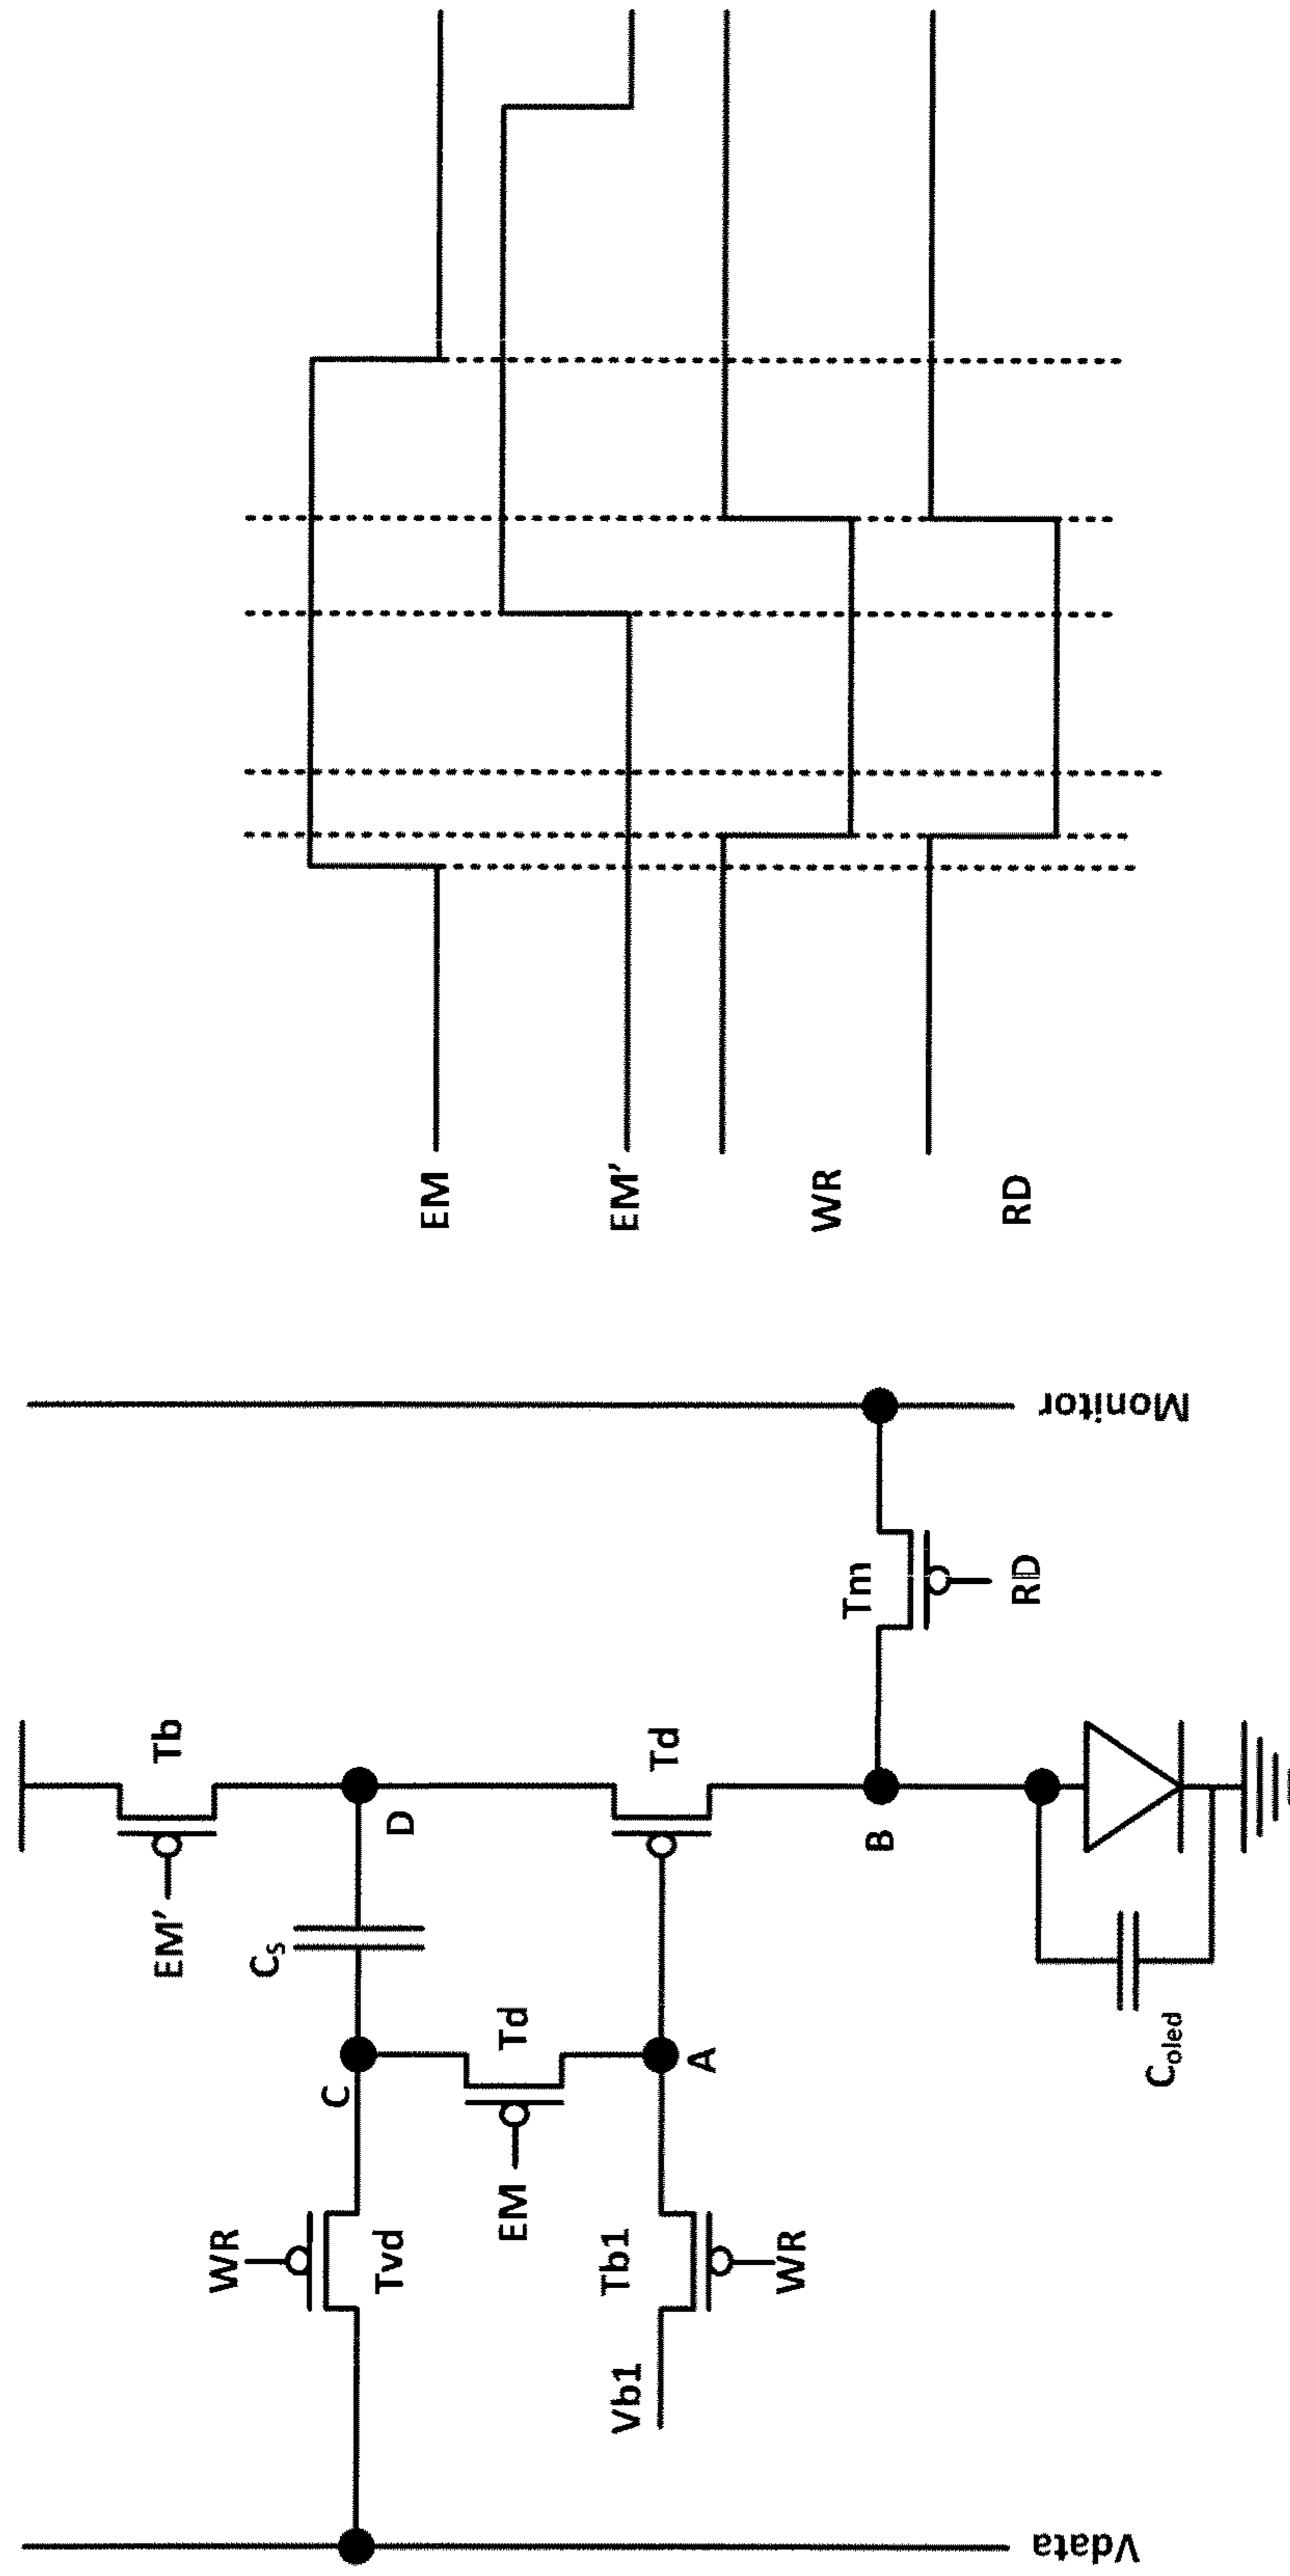 EM
EM’
WR
RD
Vdata
WR
Tvd
C
Cs
D
EM’
Tb
EM
Td
Vb1
Tb1
WR
A
Td
B
Tm
RD
Monitor
Coled